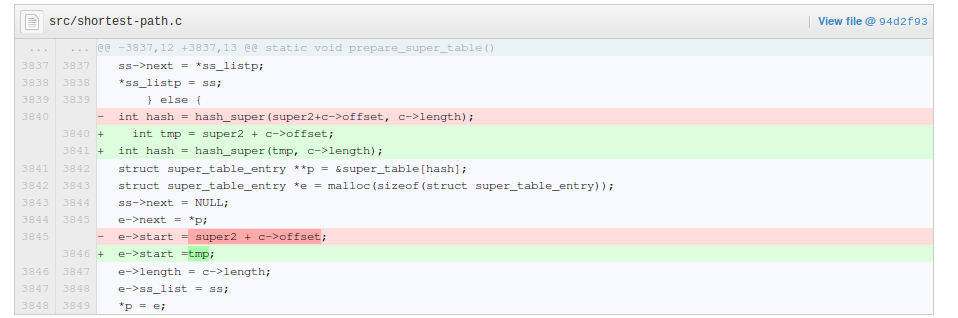 src/shortest-path.c View file @ 94d2f93
... ... @@ -3837,12 +3837,13 @@ static void prepare_super_table()
3837 3837 ss->next = *ss_listp;
3838 3838 *ss_listp = ss;
3839 3839 } else {
3840 - int hash = hash_super(super2+c->offset, c->length);
3840 + int tmp = super2 + c->offset;
3841 + int hash = hash_super(tmp, c->length);
3841 3842 struct super_table_entry **p = &super_table[hash];
3842 3843 struct super_table_entry *e = malloc(sizeof(struct super_table_entry));
3843 3844 ss->next = NULL;
3844 3845 e->next = *p;
3845 - e->start = super2 + c->offset;
3846 + e->start =tmp;
3846 3847 e->length = c->length;
3847 3848 e->ss_list = ss;
3848 3849 *p = e;